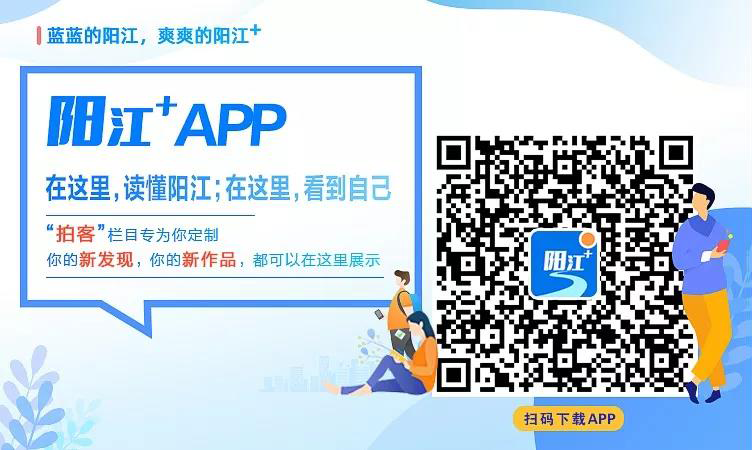 蓝蓝的阳江，爽爽的阳江+
阳江+APP
在这里，读懂阳江；在这里，看到自己
“拍客”栏目专为你定制
你的新发现，你的新作品，都可以在这里展示
阳江+
扫码下载APP